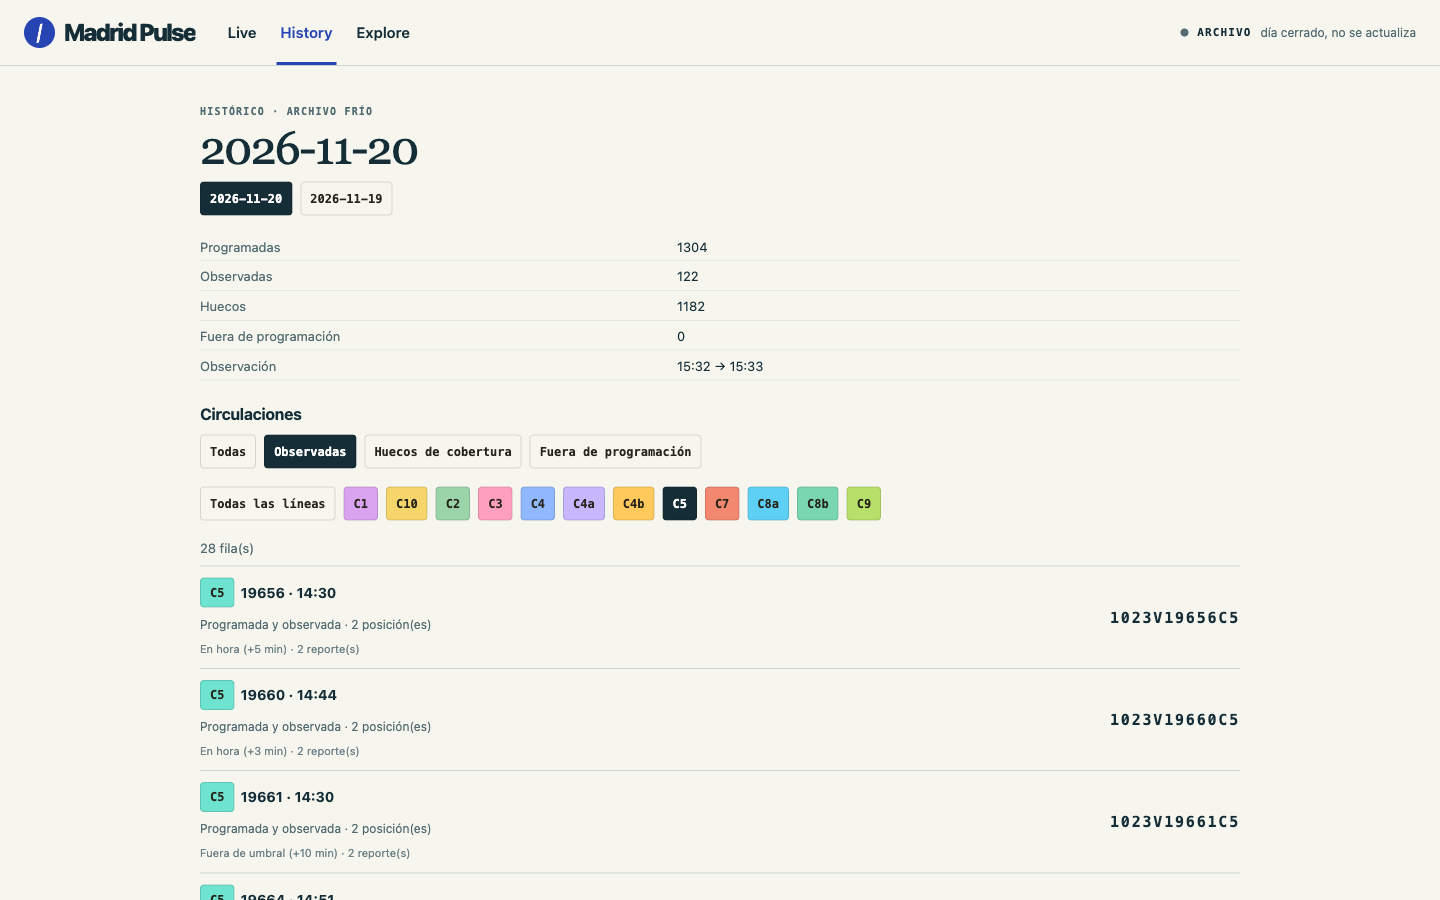 Madrid Pulse
Live
History
Explore
ARCHIVO día cerrado, no se actualiza
HISTÓRICO · ARCHIVO FRÍO
2026-11-20
2026-11-20 2026-11-19
Programadas 1304
Observadas 122
Huecos 1182
Fuera de programación 0
Observación 15:32 → 15:33
Circulaciones
Todas Observadas Huecos de cobertura Fuera de programación
Todas las líneas C1 C10 C2 C3 C4 C4a C4b C5 C7 C8a C8b C9
28 fila(s)
C5 19656 · 14:30
Programada y observada · 2 posición(es)
En hora (+5 min) · 2 reporte(s)
1023V19656C5
C5 19660 · 14:44
Programada y observada · 2 posición(es)
En hora (+3 min) · 2 reporte(s)
1023V19660C5
C5 19661 · 14:30
Programada y observada · 2 posición(es)
Fuera de umbral (+10 min) · 2 reporte(s)
1023V19661C5
C5 19664 · 14:51